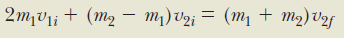 2m₁v₁ᵢ + (m₂ − m₁)v₂ᵢ = (m₁ + m₂)v₂f